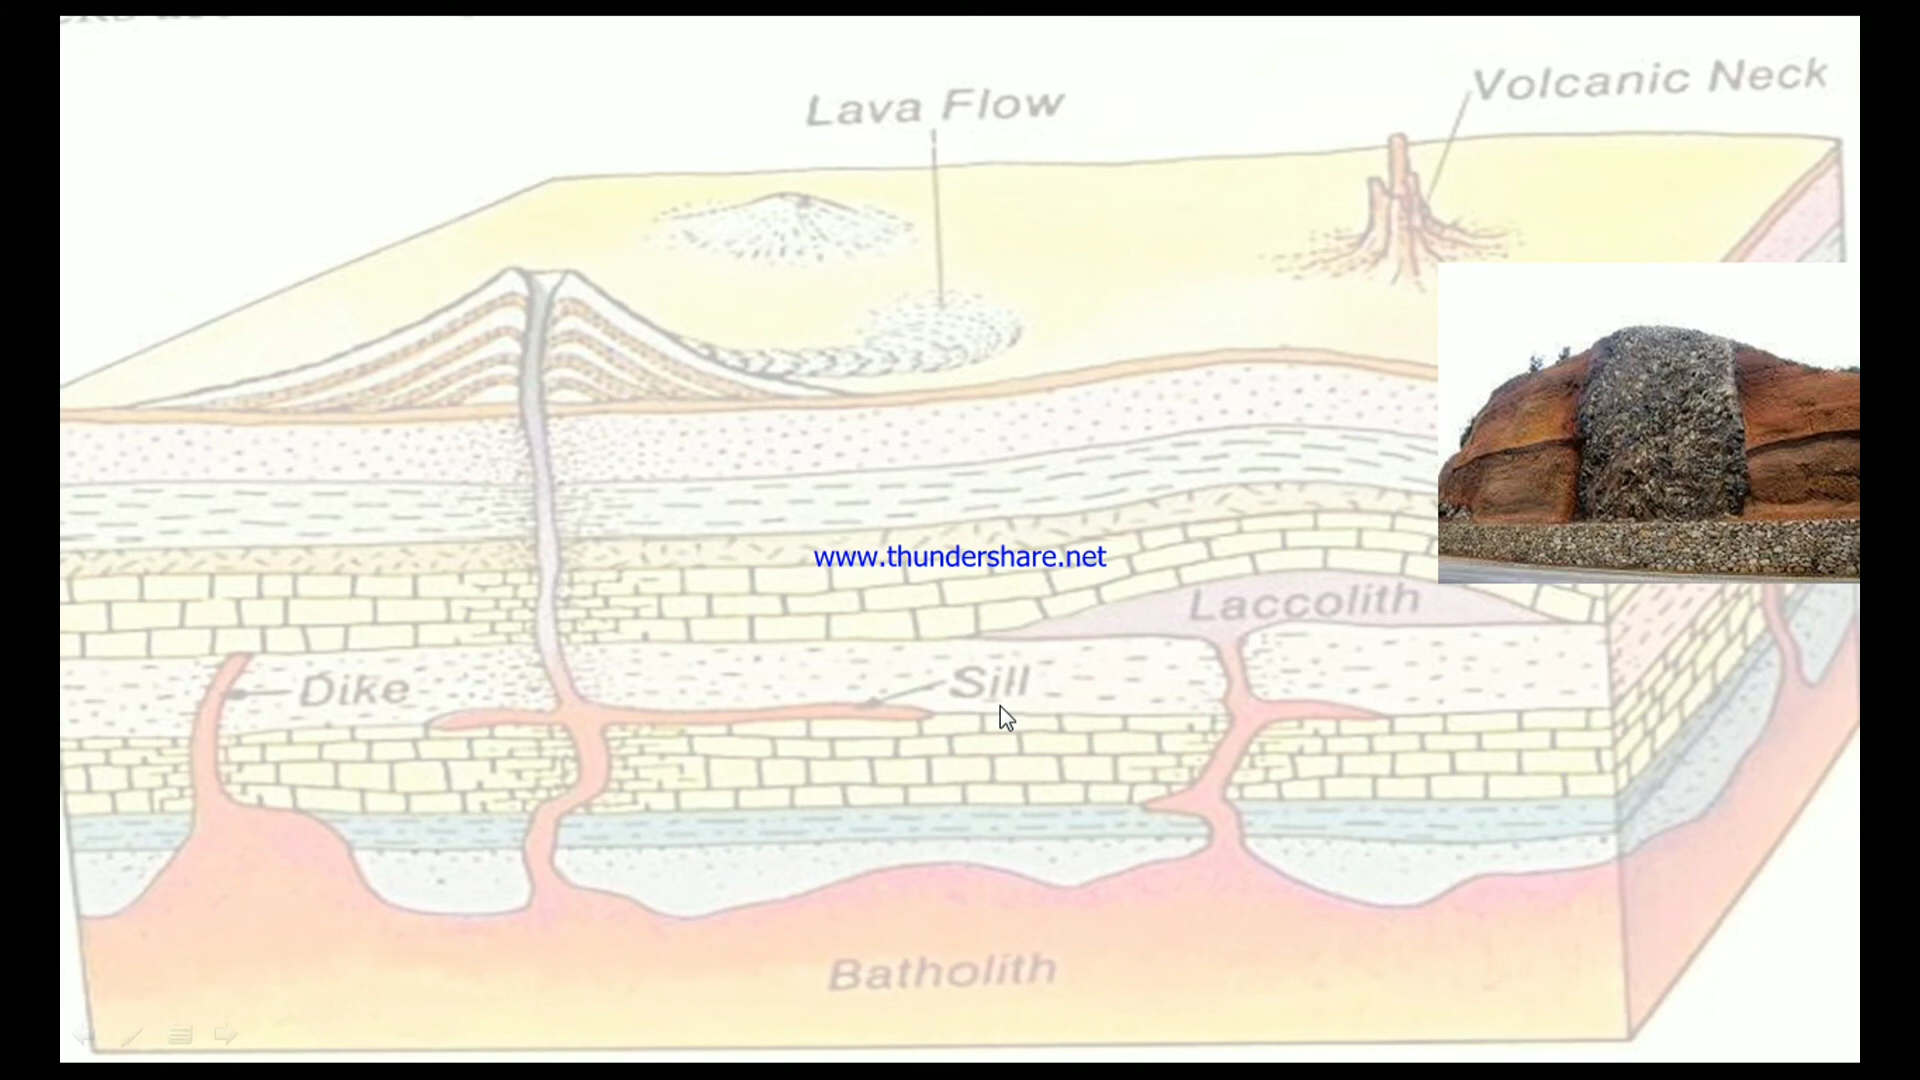 Volcanic Neck
Lava Flow
www.thundershare.net
Laccolith
Dike
Sill
Batholith